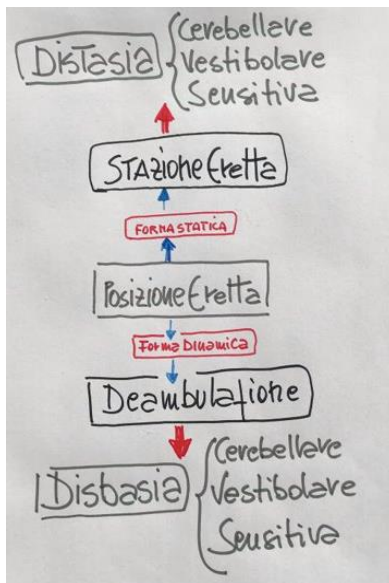 Distasia
Cerebellare
Vestibolare
Sensitiva
STAzione Eretta
FORMA STATICA
Posizione Eretta
Forma Dinamica
Deambulazione
Disbasia
Cerebellare
Vestibolare
Sensitiva